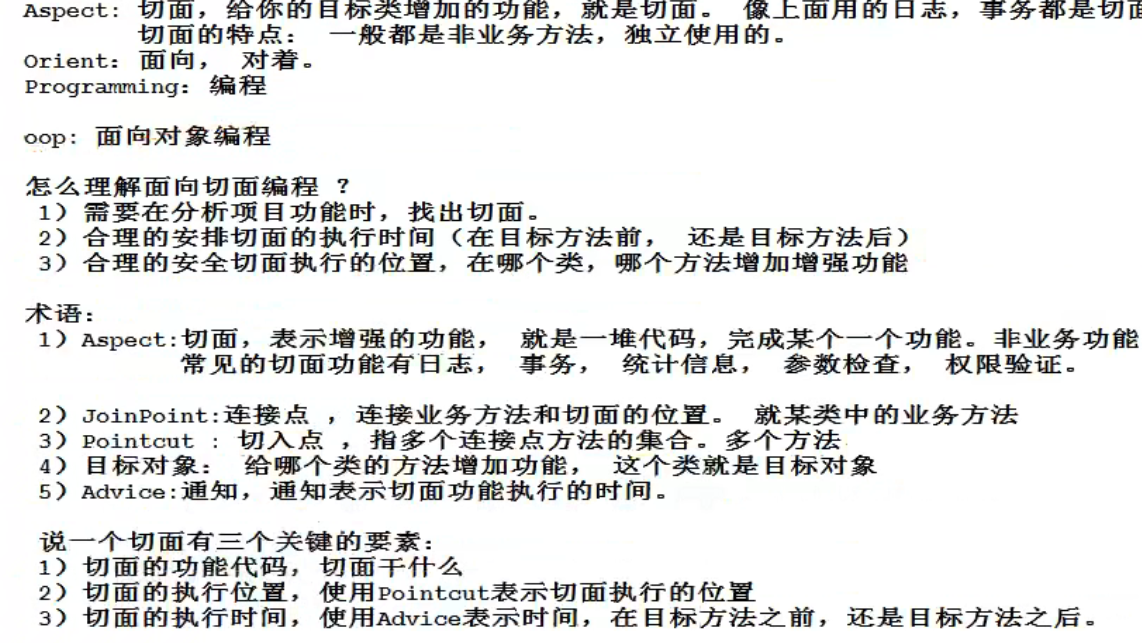 Aspect: 切面，给你的目标类增加的功能，就是切面。 像上面用的日志，事务都是切面
切面的特点： 一般都是非业务方法，独立使用的。
Orient: 面向， 对着。
Programming: 编程
oop: 面向对象编程
怎么理解面向切面编程 ？
1）需要在分析项目功能时，找出切面。
2）合理的安排切面的执行时间（在目标方法前， 还是目标方法后）
3）合理的安全切面执行的位置，在哪个类，哪个方法增加增强功能
术语：
1）Aspect:切面，表示增强的功能， 就是一堆代码，完成某个一个功能。非业务功能
常见的切面功能有日志， 事务， 统计信息， 参数检查， 权限验证。
2）JoinPoint:连接点 ，连接业务方法和切面的位置。 就某类中的业务方法
3）Pointcut : 切入点 ，指多个连接点方法的集合。多个方法
4）目标对象： 给哪个类的方法增加功能， 这个类就是目标对象
5）Advice:通知，通知表示切面功能执行的时间。
说一个切面有三个关键的要素：
1）切面的功能代码，切面干什么
2）切面的执行位置，使用Pointcut表示切面执行的位置
3）切面的执行时间，使用Advice表示时间，在目标方法之前，还是目标方法之后。